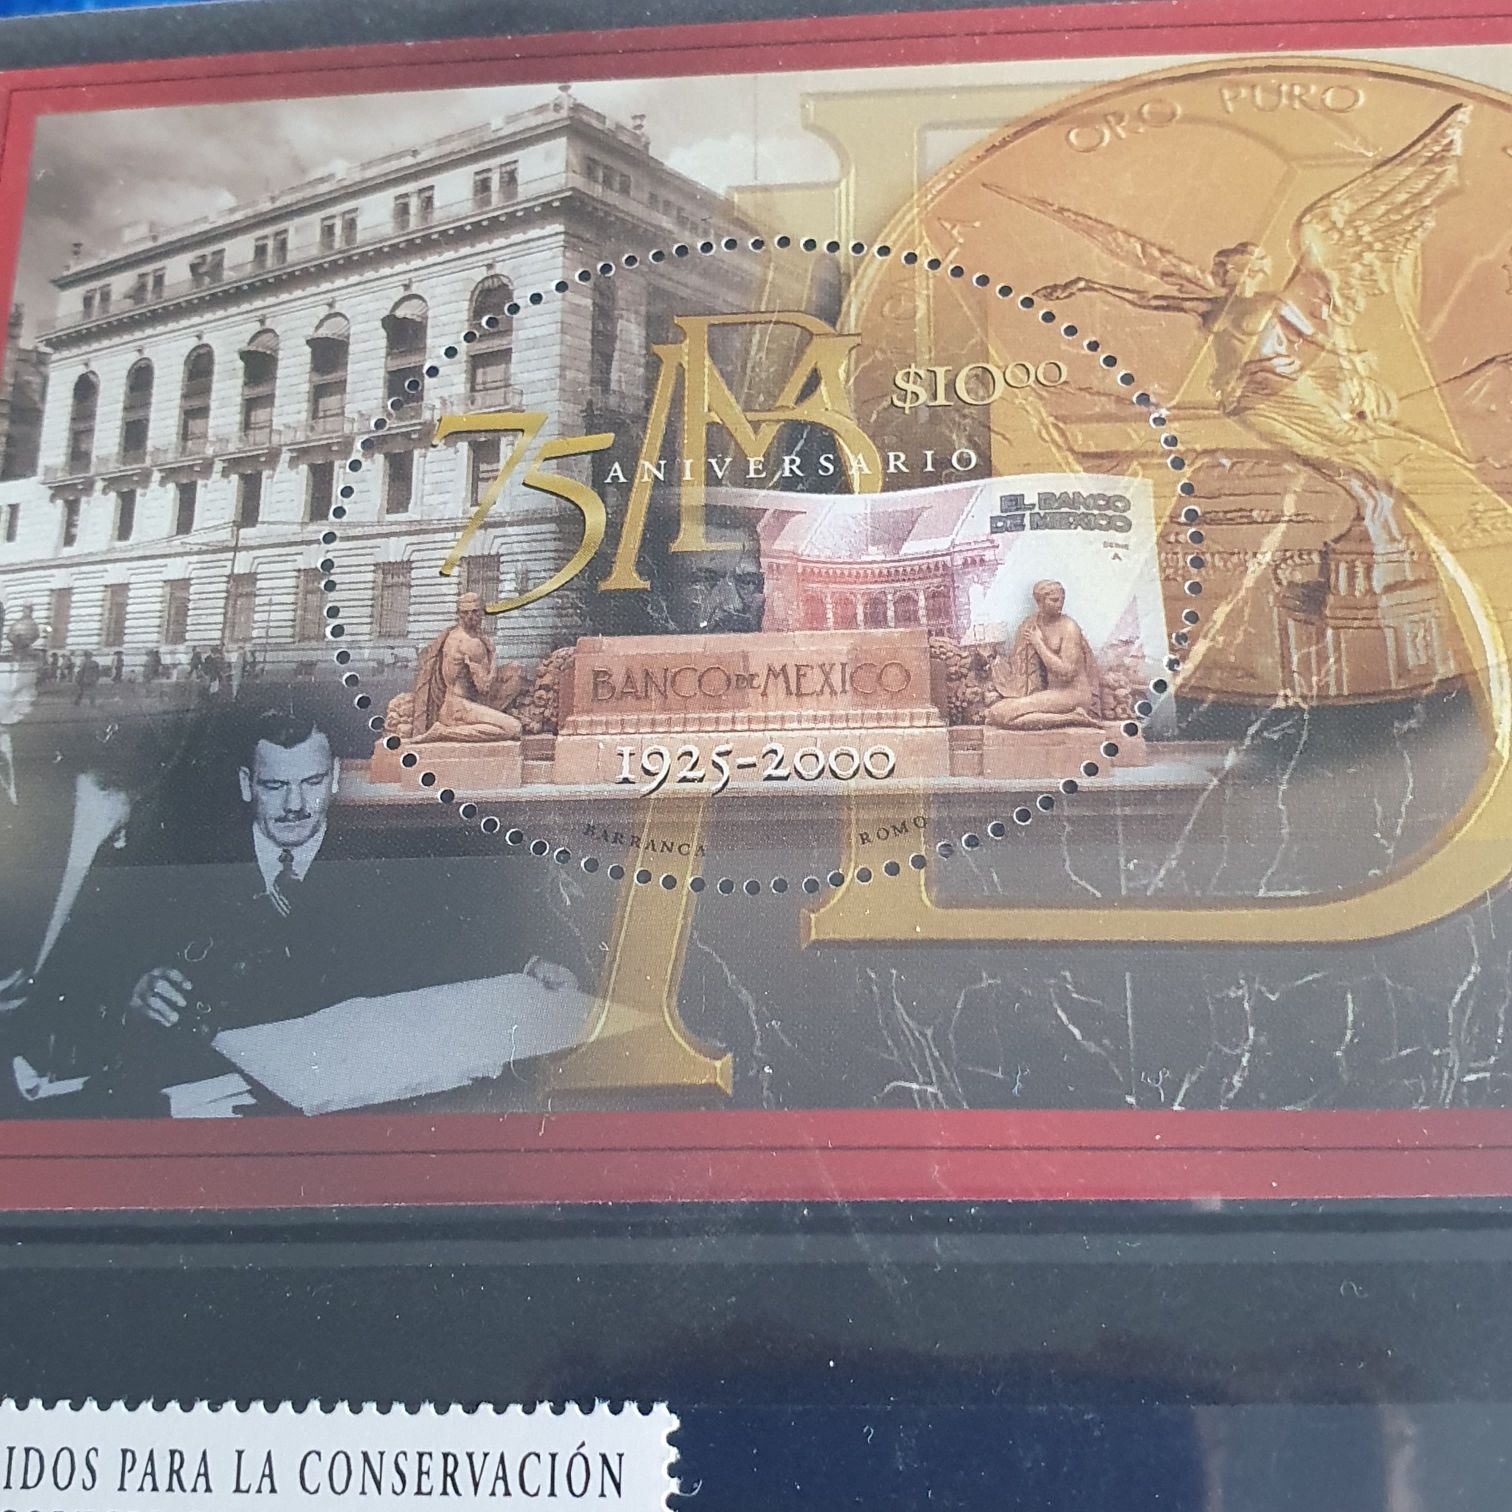 ORO PURO
$10⁰⁰
75 ANIVERSARIO
EL BANCO
DE MEXICO
SERIE
A
BANCO DE MEXICO
1925-2000
BARRANCA ROMO
IDOS PARA LA CONSERVACIÓN